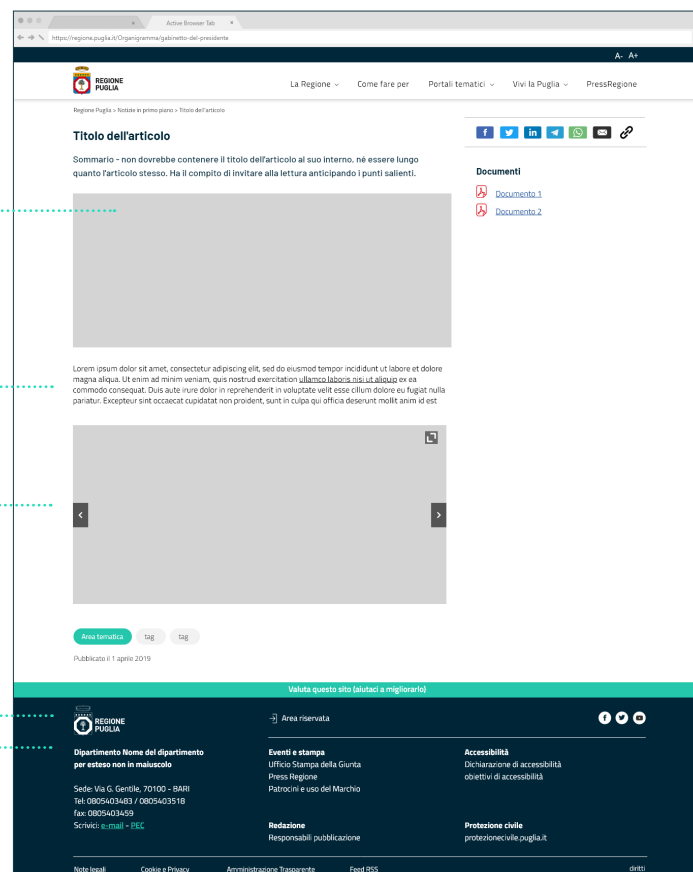 Active Browser Tab
https://regione.puglia.it/Organigramma/gabinetto-del-presidente
A- A+
REGIONE
PUGLIA
La Regione Come fare per Portali tematici Vivi la Puglia PressRegione
Regione Puglia > Notizie in primo piano > Titolo dell'articolo
Titolo dell'articolo
Sommario - non dovrebbe contenere il titolo dell'articolo al suo interno, né essere lungo
quanto l'articolo stesso. Ha il compito di invitare alla lettura anticipando i punti salienti.
Documenti
Documento 1
Documento 2
Lorem ipsum dolor sit amet, consectetur adipiscing elit, sed do eiusmod tempor incididunt ut labore et dolore
magna aliqua. Ut enim ad minim veniam, quis nostrud exercitation ullamco laboris nisi ut aliquip ex ea
commodo consequat. Duis aute irure dolor in reprehenderit in voluptate velit esse cillum dolore eu fugiat nulla
pariatur. Excepteur sint occaecat cupidatat non proident, sunt in culpa qui officia deserunt mollit anim id est
Area tematica tag tag
Pubblicato il 1 aprile 2019
Valuta questo sito (aiutaci a migliorarlo)
REGIONE
PUGLIA
Area riservata
Dipartimento Nome del dipartimento
per esteso non in maiuscolo
Sede: Via G. Gentile, 70100 - BARI
Tel: 0805403483 / 0805403518
fax: 0805403459
Scrivici: e-mail - PEC
Eventi e stampa
Ufficio Stampa della Giunta
Press Regione
Patrocini e uso del Marchio
Redazione
Responsabili pubblicazione
Accessibilità
Dichiarazione di accessibilità
obiettivi di accessibilità
Protezione civile
protezionecivile.puglia.it
Note legali Cookie e Privacy Amministrazione Trasparente Feed RSS diritti